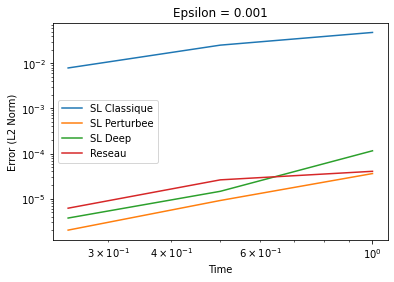 Epsilon = 0.001
Error (L2 Norm)
10⁻²
10⁻³
10⁻⁴
10⁻⁵
SL Classique
SL Perturbee
SL Deep
Reseau
3 × 10⁻¹
4 × 10⁻¹
6 × 10⁻¹
10⁰
Time